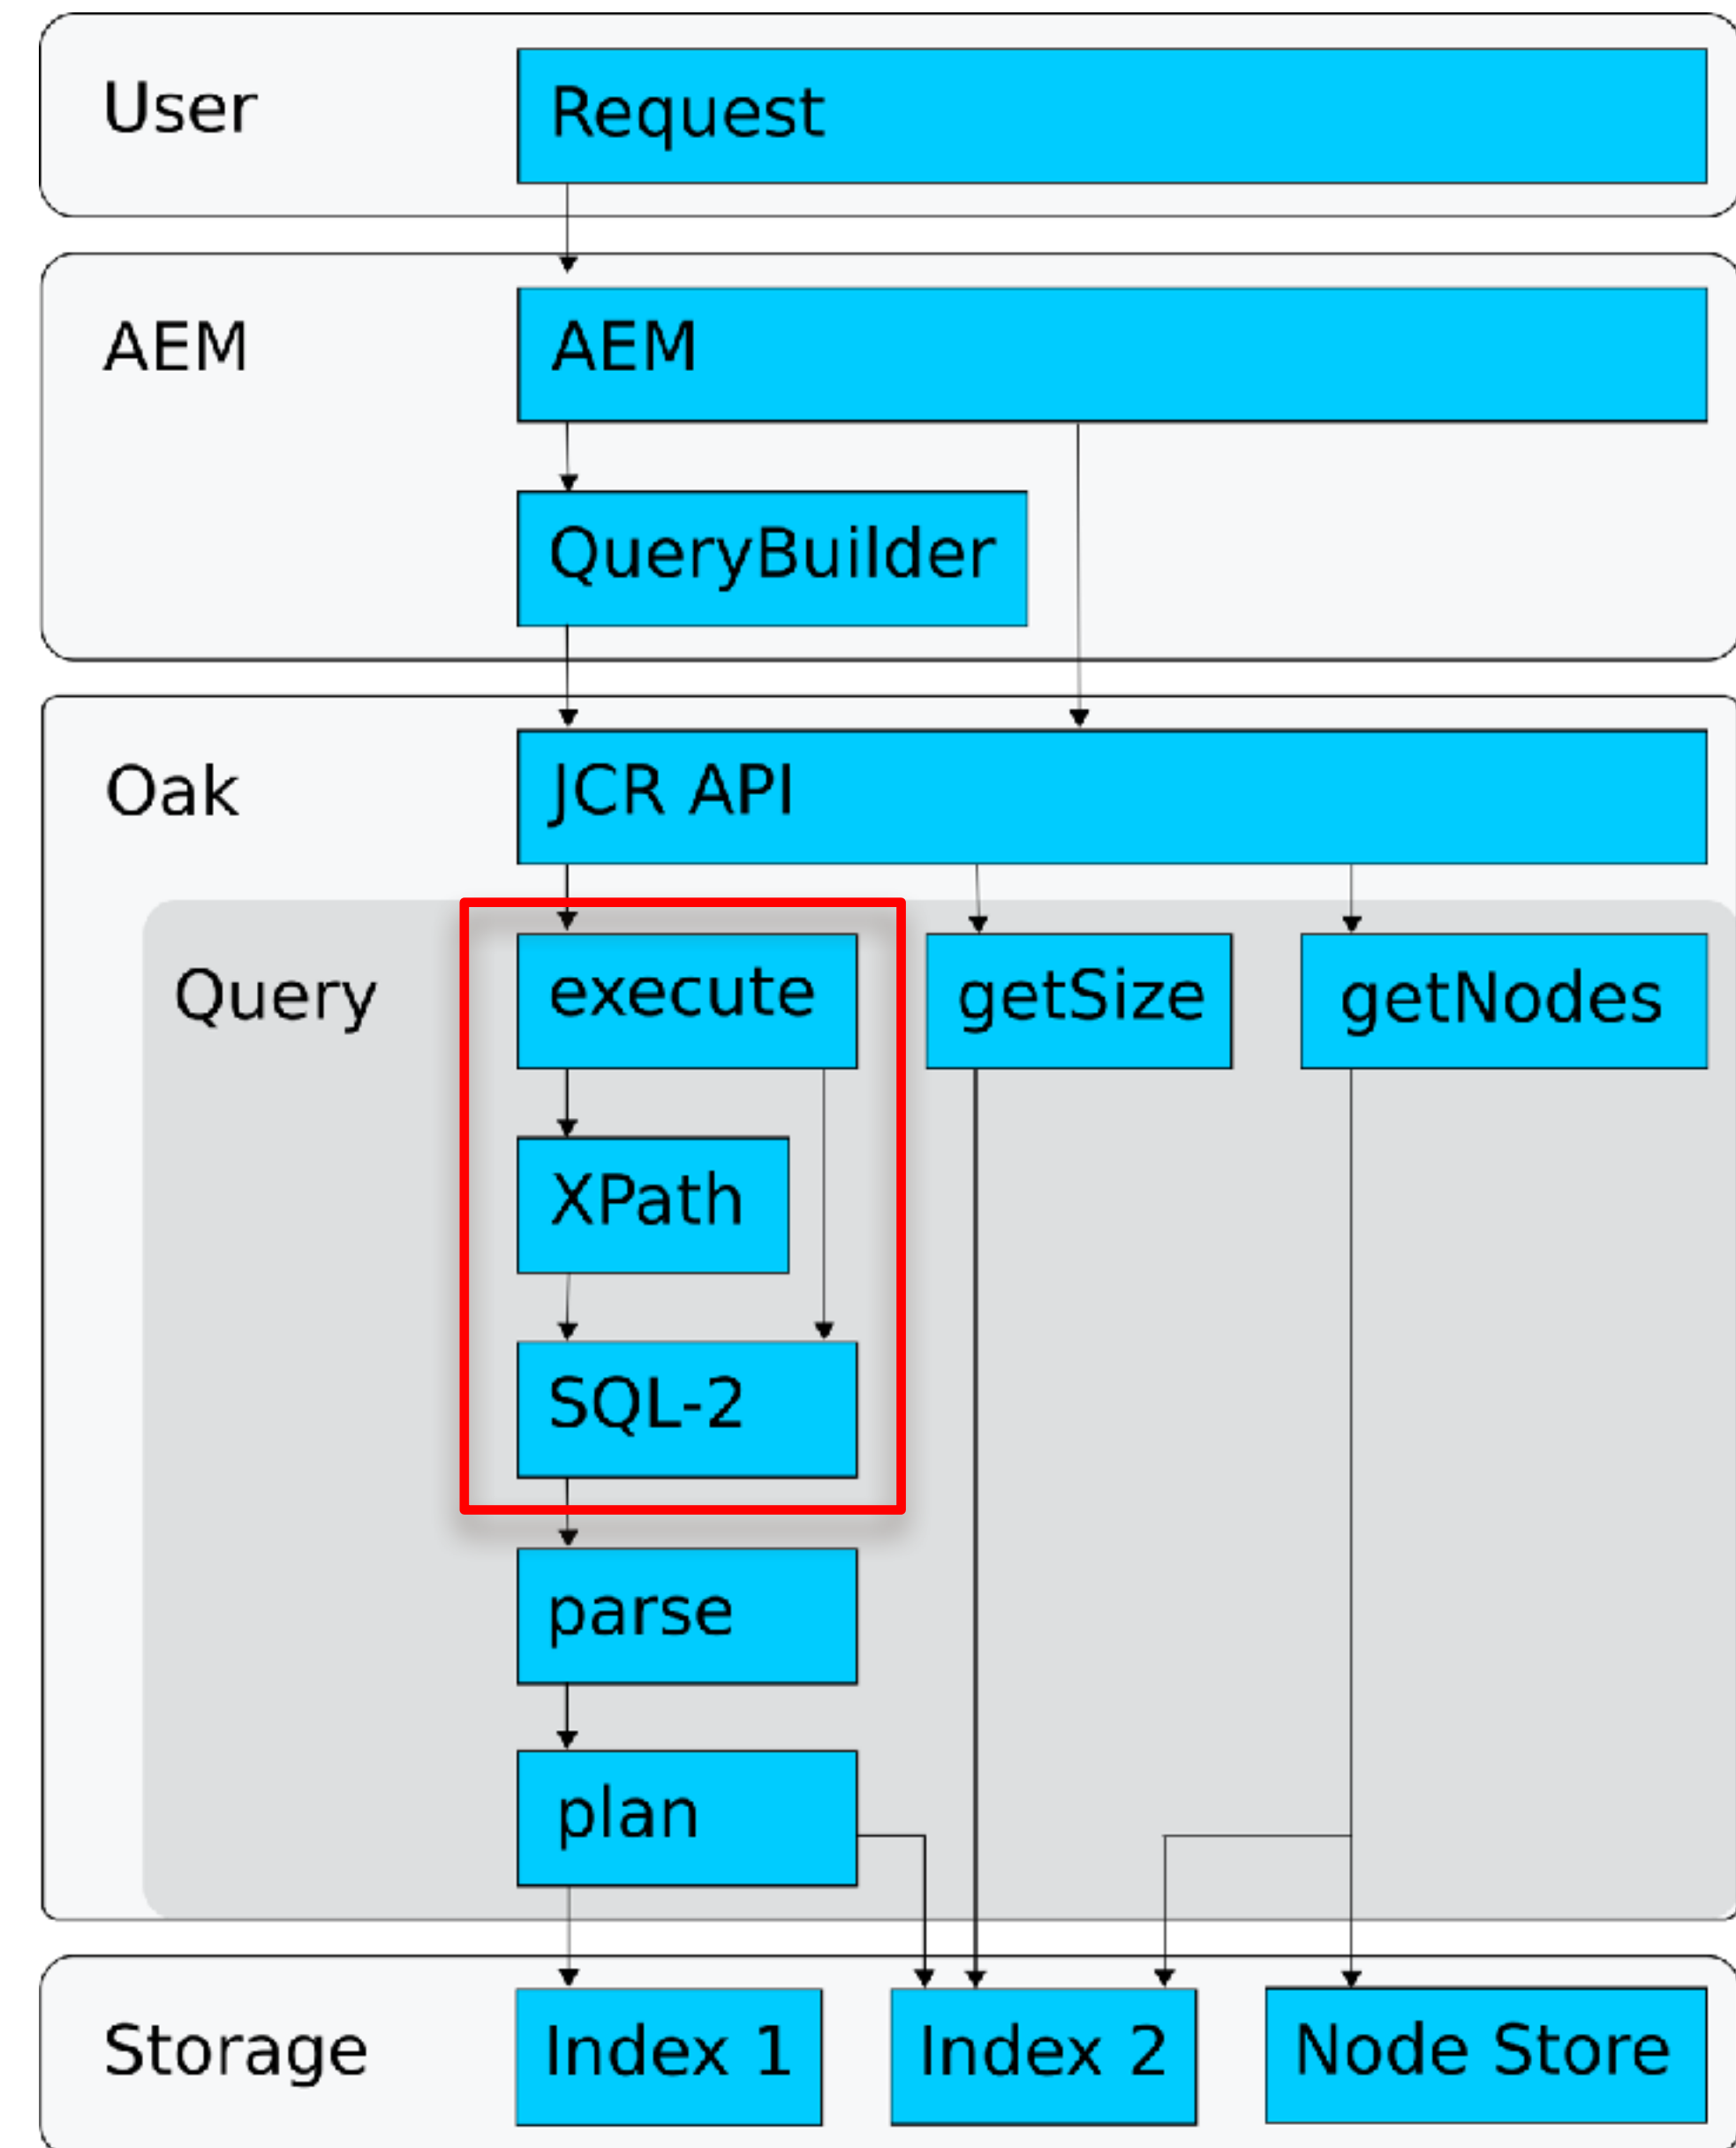 User
Request
AEM
AEM
QueryBuilder
Oak
JCR API
Query
execute
getSize
getNodes
XPath
SQL-2
parse
plan
Storage
Index 1
Index 2
Node Store